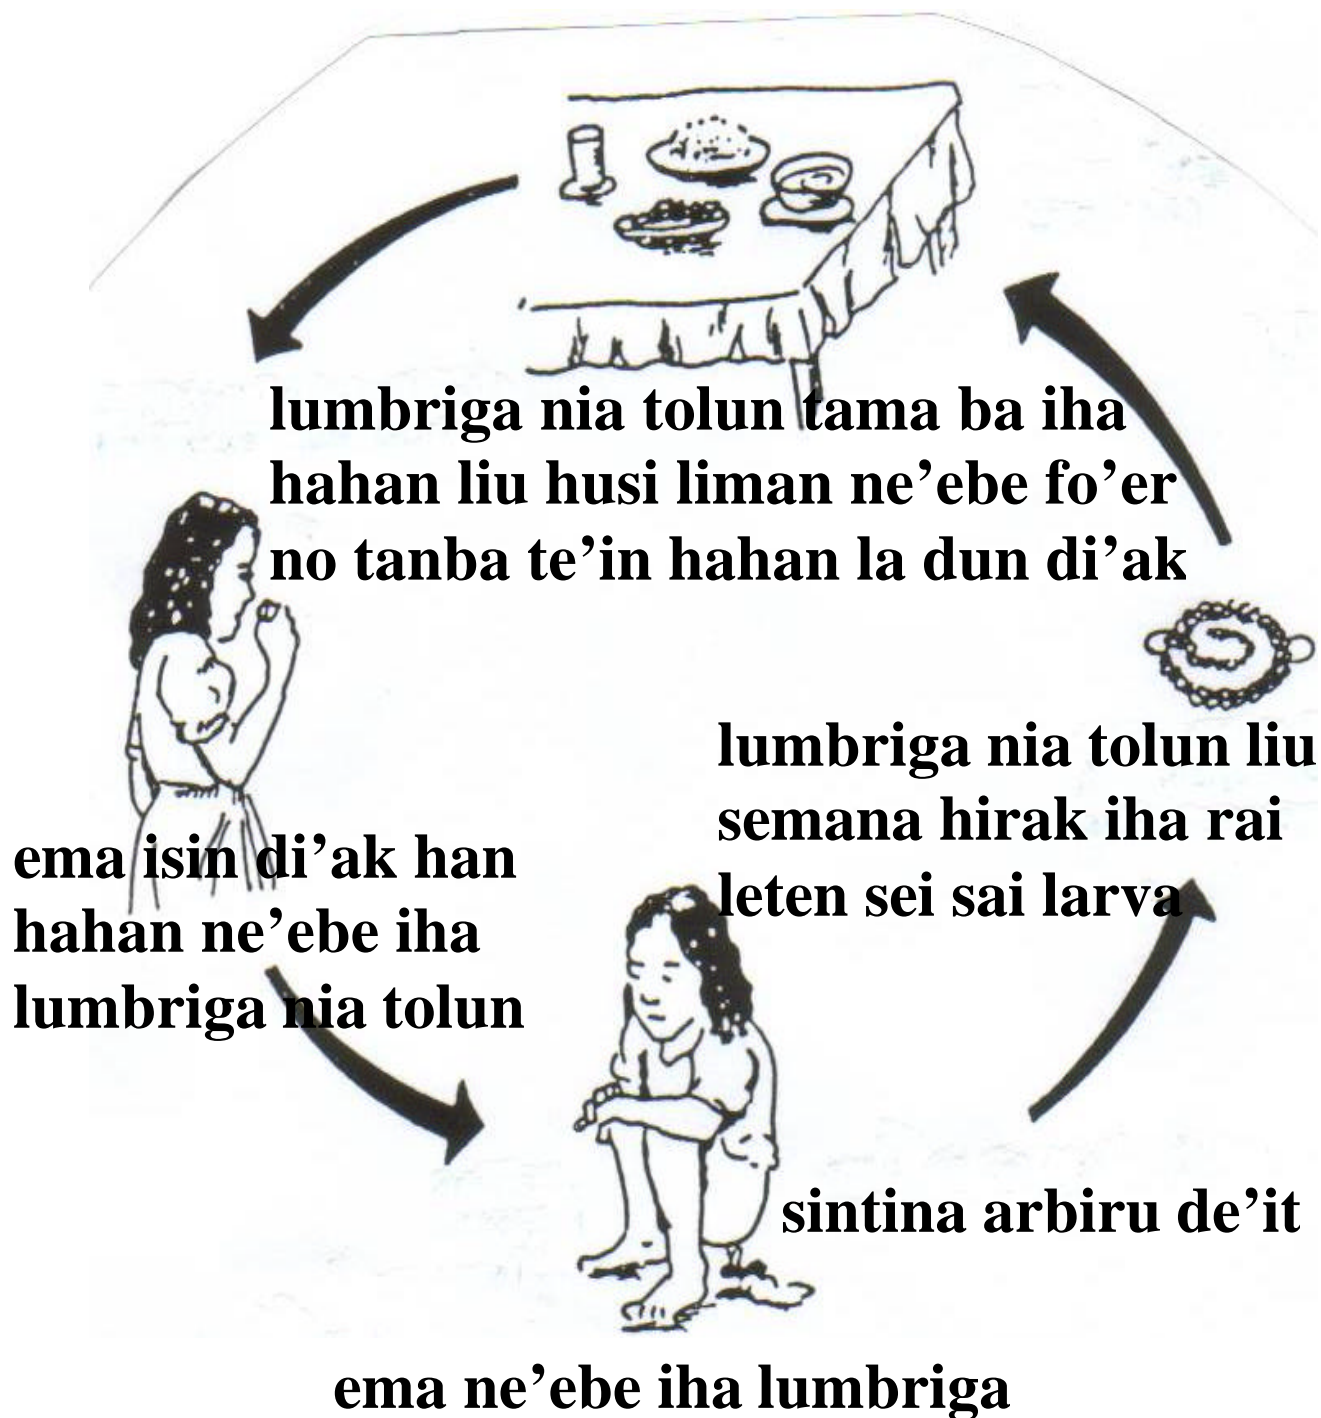 lumbriga nia tolun tama ba iha
hahan liu husi liman ne’ebe fo’er
no tanba te’in hahan la dun di’ak
lumbriga nia tolun liu
semana hirak iha rai
leten sei sai larva
ema isin di’ak han
hahan ne’ebe iha
lumbriga nia tolun
sintina arbiru de’it
ema ne’ebe iha lumbriga